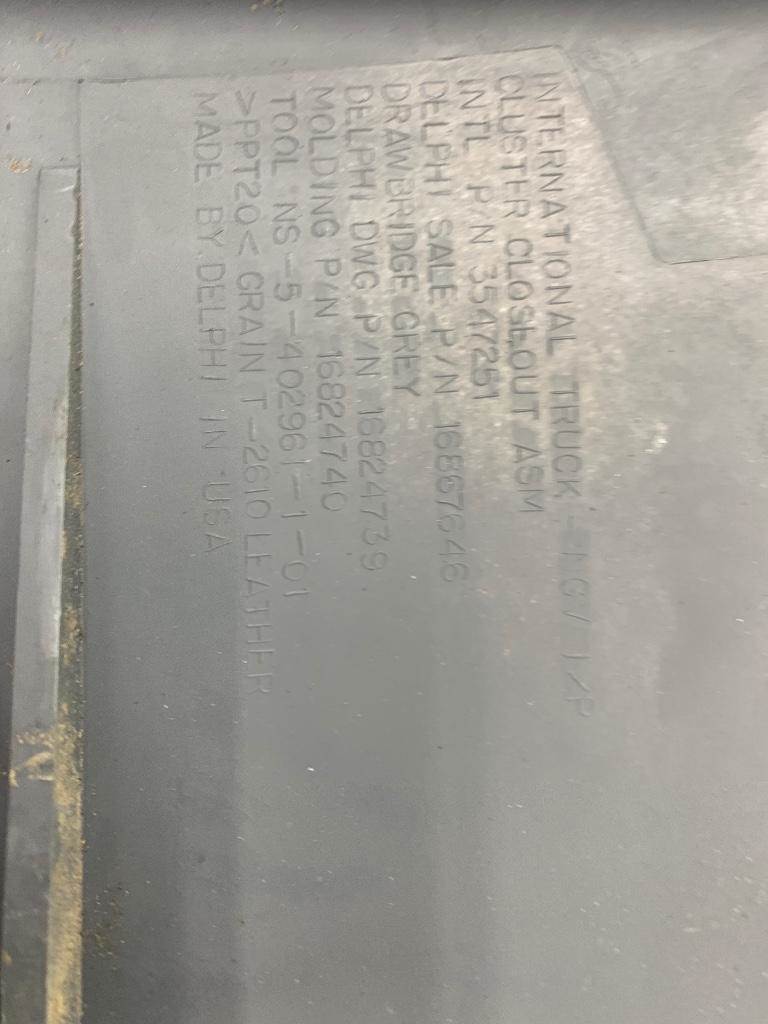 INTERNATIONAL TRUCK - NGV I/P
CLUSTER CLOSEOUT ASM
INTL P/N 3547251
DELPHI SALE P/N 16867646
DRAWBRIDGE GREY
DELPHI DWG P/N 16824739
MOLDING P/N 16824740
TOOL NS-5-402961-1-01
>PPT20< GRAIN T-2610 LEATHER
MADE BY DELPHI IN USA